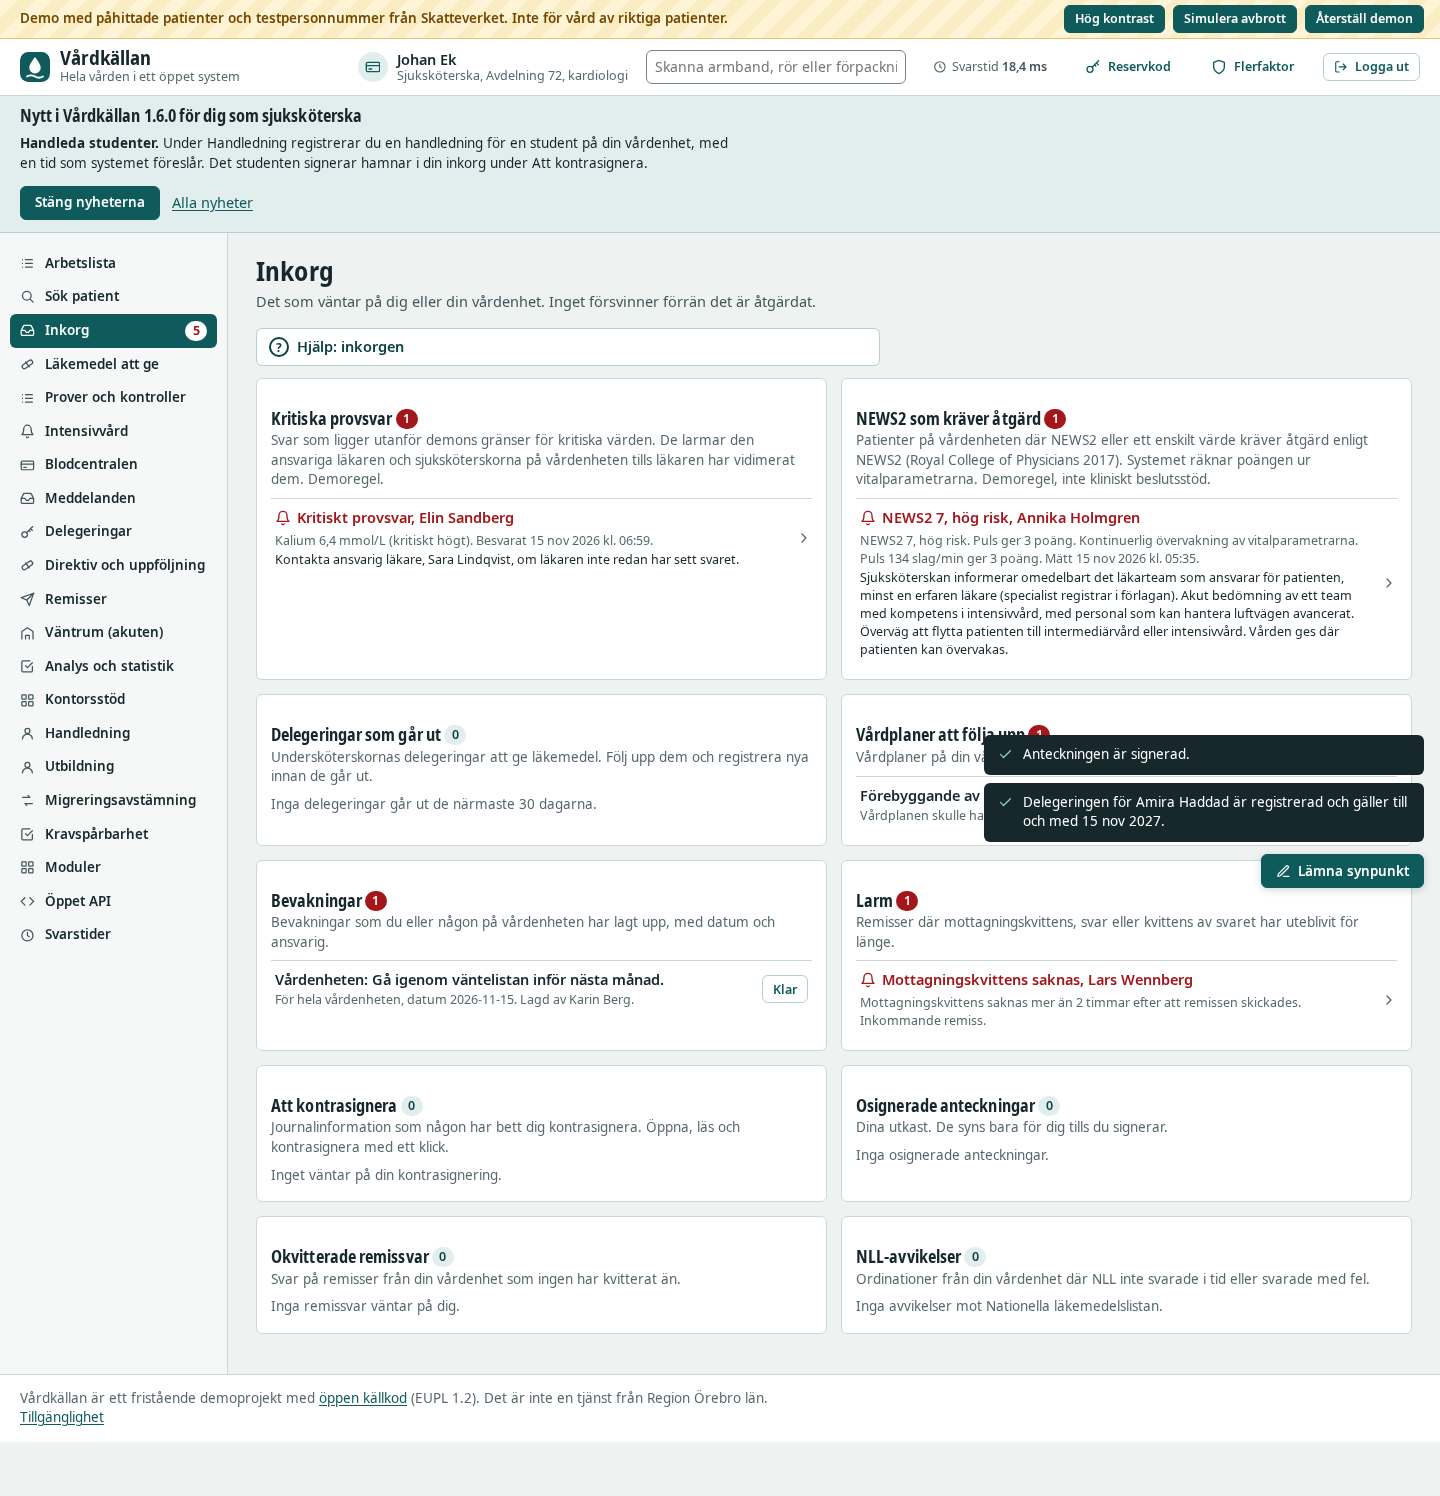 Demo med påhittade patienter och testpersonnummer från Skatteverket. Inte för vård av riktiga patienter.
Hög kontrast
Simulera avbrott
Återställ demon
Vårdkällan
Hela vården i ett öppet system
Johan Ek
Sjuksköterska, Avdelning 72, kardiologi
Skanna armband, rör eller förpackni
Svarstid 18,4 ms
Reservkod
Flerfaktor
Logga ut
Nytt i Vårdkällan 1.6.0 för dig som sjuksköterska
Handleda studenter. Under Handledning registrerar du en handledning för en student på din vårdenhet, med
en tid som systemet föreslår. Det studenten signerar hamnar i din inkorg under Att kontrasignera.
Stäng nyheterna
Alla nyheter
Arbetslista
Sök patient
Inkorg 5
Läkemedel att ge
Prover och kontroller
Intensivvård
Blodcentralen
Meddelanden
Delegeringar
Direktiv och uppföljning
Remisser
Väntrum (akuten)
Analys och statistik
Kontorsstöd
Handledning
Utbildning
Migreringsavstämning
Kravspårbarhet
Moduler
Öppet API
Svarstider
Inkorg
Det som väntar på dig eller din vårdenhet. Inget försvinner förrän det är åtgärdat.
? Hjälp: inkorgen
Kritiska provsvar 1
Svar som ligger utanför demons gränser för kritiska värden. De larmar den
ansvariga läkaren och sjuksköterskorna på vårdenheten tills läkaren har vidimerat
dem. Demoregel.
Kritiskt provsvar, Elin Sandberg
Kalium 6,4 mmol/L (kritiskt högt). Besvarat 15 nov 2026 kl. 06:59.
Kontakta ansvarig läkare, Sara Lindqvist, om läkaren inte redan har sett svaret.
NEWS2 som kräver åtgärd 1
Patienter på vårdenheten där NEWS2 eller ett enskilt värde kräver åtgärd enligt
NEWS2 (Royal College of Physicians 2017). Systemet räknar poängen ur
vitalparametrarna. Demoregel, inte kliniskt beslutsstöd.
NEWS2 7, hög risk, Annika Holmgren
NEWS2 7, hög risk. Puls ger 3 poäng. Kontinuerlig övervakning av vitalparametrarna.
Puls 134 slag/min ger 3 poäng. Mätt 15 nov 2026 kl. 05:35.
Sjuksköterskan informerar omedelbart det läkarteam som ansvarar för patienten,
minst en erfaren läkare (specialist registrar i förlagan). Akut bedömning av ett team
med kompetens i intensivvård, med personal som kan hantera luftvägen avancerat.
Överväg att flytta patienten till intermediärvård eller intensivvård. Vården ges där
patienten kan övervakas.
Delegeringar som går ut 0
Undersköterskornas delegeringar att ge läkemedel. Följ upp dem och registrera nya
innan de går ut.
Inga delegeringar går ut de närmaste 30 dagarna.
Vårdplaner att följa upp 1
Vårdplaner på din vå
Förebyggande av
Vårdplanen skulle ha
Anteckningen är signerad.
Delegeringen för Amira Haddad är registrerad och gäller till
och med 15 nov 2027.
Lämna synpunkt
Bevakningar 1
Bevakningar som du eller någon på vårdenheten har lagt upp, med datum och
ansvarig.
Vårdenheten: Gå igenom väntelistan inför nästa månad.
För hela vårdenheten, datum 2026-11-15. Lagd av Karin Berg.
Klar
Larm 1
Remisser där mottagningskvittens, svar eller kvittens av svaret har uteblivit för
länge.
Mottagningskvittens saknas, Lars Wennberg
Mottagningskvittens saknas mer än 2 timmar efter att remissen skickades.
Inkommande remiss.
Att kontrasignera 0
Journalinformation som någon har bett dig kontrasignera. Öppna, läs och
kontrasignera med ett klick.
Inget väntar på din kontrasignering.
Osignerade anteckningar 0
Dina utkast. De syns bara för dig tills du signerar.
Inga osignerade anteckningar.
Okvitterade remissvar 0
Svar på remisser från din vårdenhet som ingen har kvitterat än.
Inga remissvar väntar på dig.
NLL-avvikelser 0
Ordinationer från din vårdenhet där NLL inte svarade i tid eller svarade med fel.
Inga avvikelser mot Nationella läkemedelslistan.
Vårdkällan är ett fristående demoprojekt med öppen källkod (EUPL 1.2). Det är inte en tjänst från Region Örebro län.
Tillgänglighet